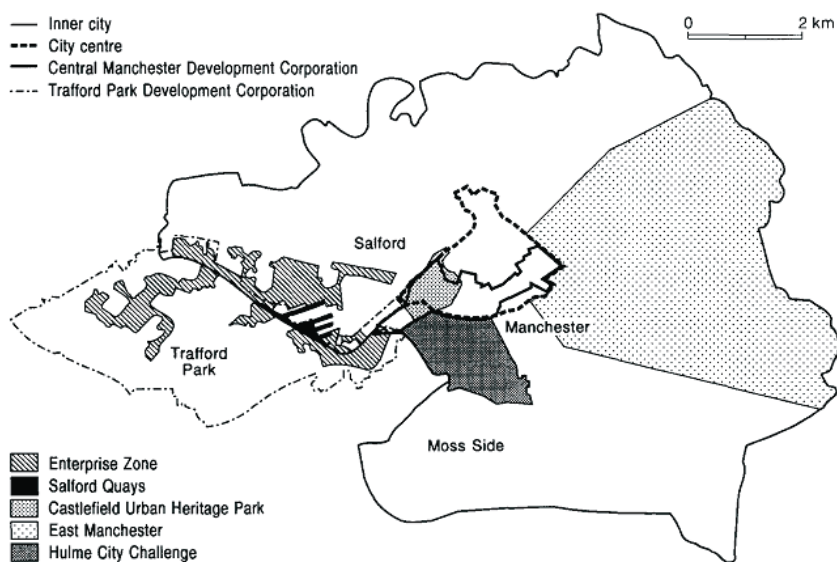 Inner city
City centre
Central Manchester Development Corporation
Trafford Park Development Corporation
0 2 km
Salford
Manchester
Trafford
Park
Moss Side
Enterprise Zone
Salford Quays
Castlefield Urban Heritage Park
East Manchester
Hulme City Challenge